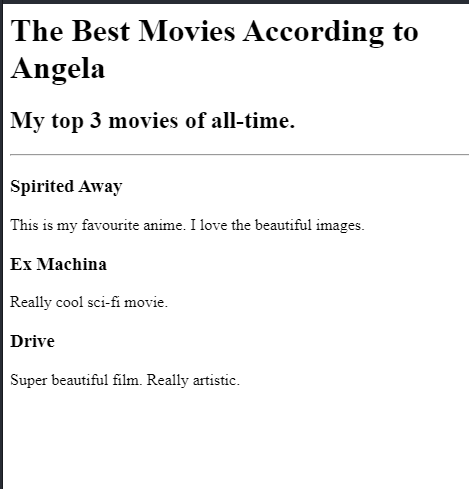 The Best Movies According to
Angela
My top 3 movies of all-time.
Spirited Away
This is my favourite anime. I love the beautiful images.
Ex Machina
Really cool sci-fi movie.
Drive
Super beautiful film. Really artistic.